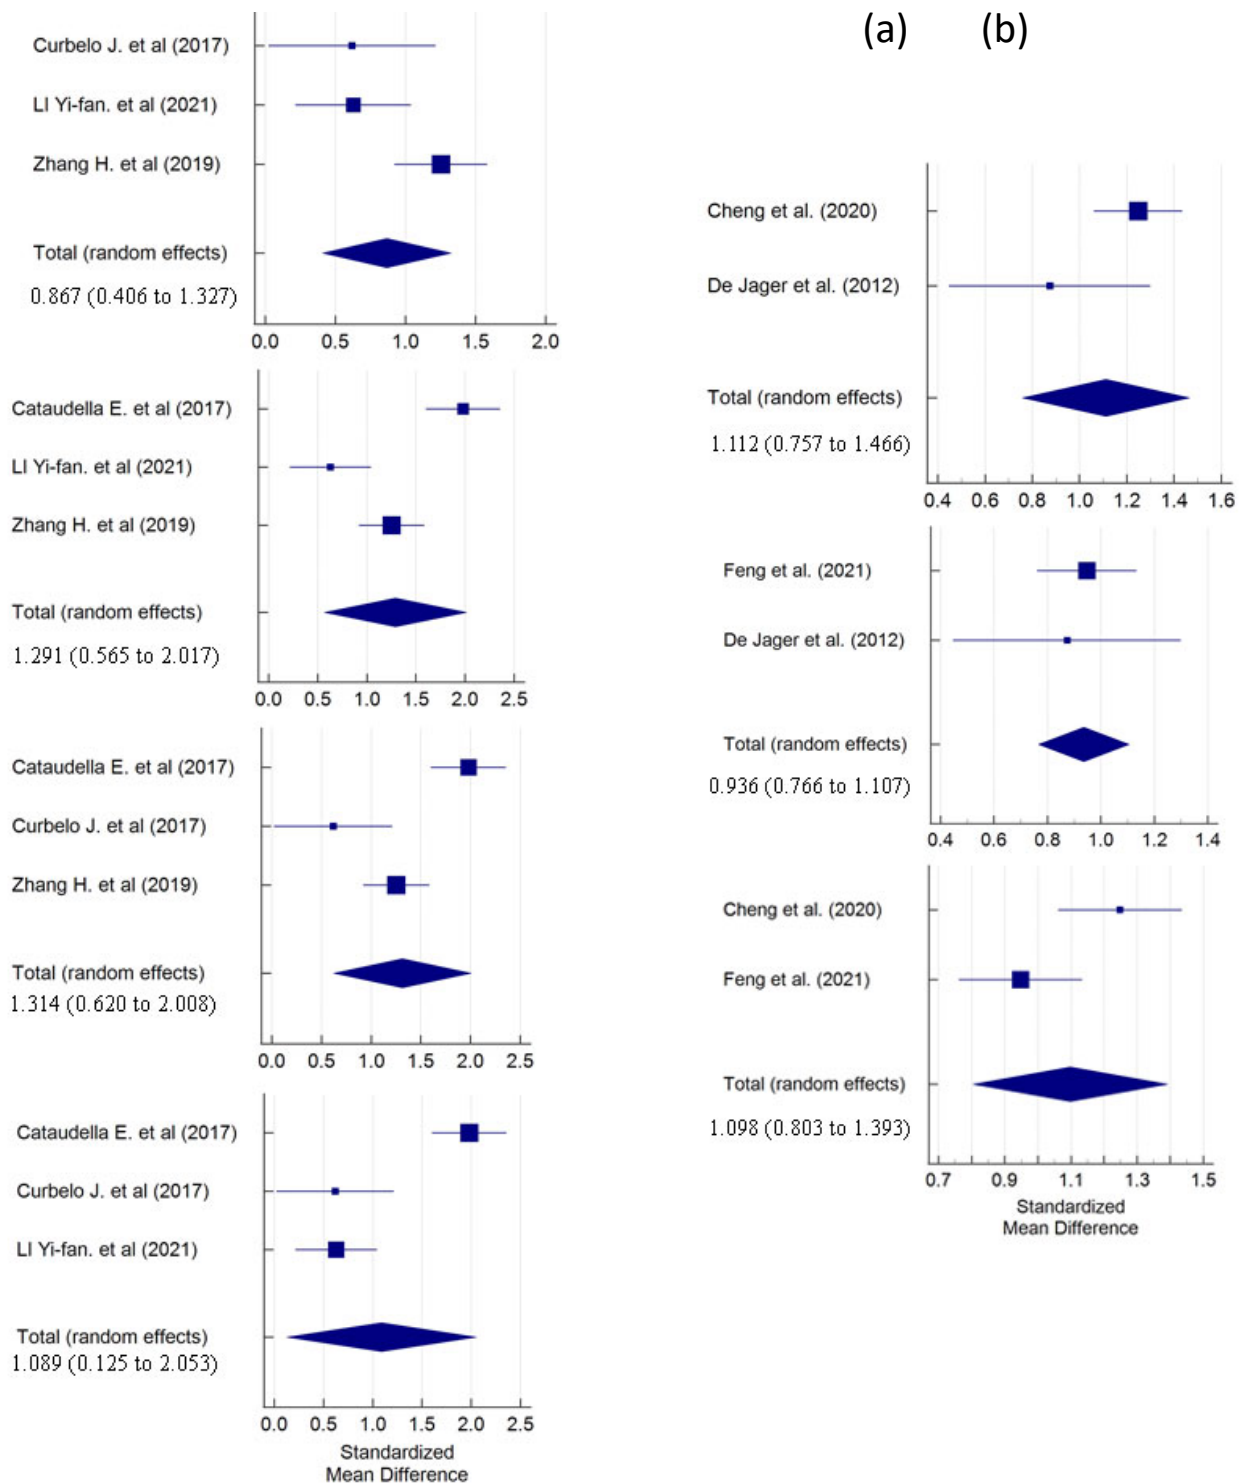 (a) (b)
Curbelo J. et al (2017)
LI Yi-fan. et al (2021)
Zhang H. et al (2019)
Total (random effects)
0.867 (0.406 to 1.327)
0.0 0.5 1.0 1.5 2.0
Cataudella E. et al (2017)
LI Yi-fan. et al (2021)
Zhang H. et al (2019)
Total (random effects)
1.291 (0.565 to 2.017)
0.0 0.5 1.0 1.5 2.0 2.5
Cataudella E. et al (2017)
Curbelo J. et al (2017)
Zhang H. et al (2019)
Total (random effects)
1.314 (0.620 to 2.008)
0.0 0.5 1.0 1.5 2.0 2.5
Cataudella E. et al (2017)
Curbelo J. et al (2017)
LI Yi-fan. et al (2021)
Total (random effects)
1.089 (0.125 to 2.053)
0.0 0.5 1.0 1.5 2.0 2.5
Standardized
Mean Difference
Cheng et al. (2020)
De Jager et al. (2012)
Total (random effects)
1.112 (0.757 to 1.466)
0.4 0.6 0.8 1.0 1.2 1.4 1.6
Feng et al. (2021)
De Jager et al. (2012)
Total (random effects)
0.936 (0.766 to 1.107)
0.4 0.6 0.8 1.0 1.2 1.4
Cheng et al. (2020)
Feng et al. (2021)
Total (random effects)
1.098 (0.803 to 1.393)
0.7 0.9 1.1 1.3 1.5
Standardized
Mean Difference